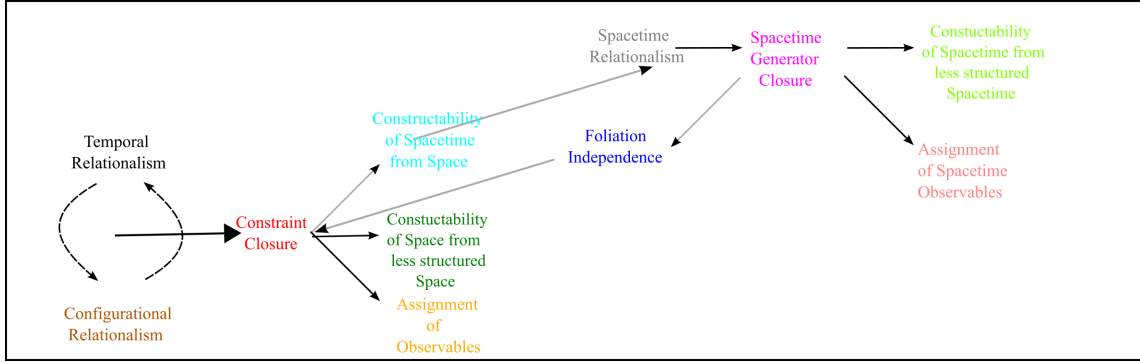 Temporal
Relationalism
Configurational
Relationalism
Constraint
Closure
Constructability
of Spacetime
from Space
Constuctability
of Space from
less structured
Space
Assignment
of
Observables
Spacetime
Relationalism
Foliation
Independence
Spacetime
Generator
Closure
Constuctability
of Spacetime from
less structured
Spacetime
Assignment
of Spacetime
Observables